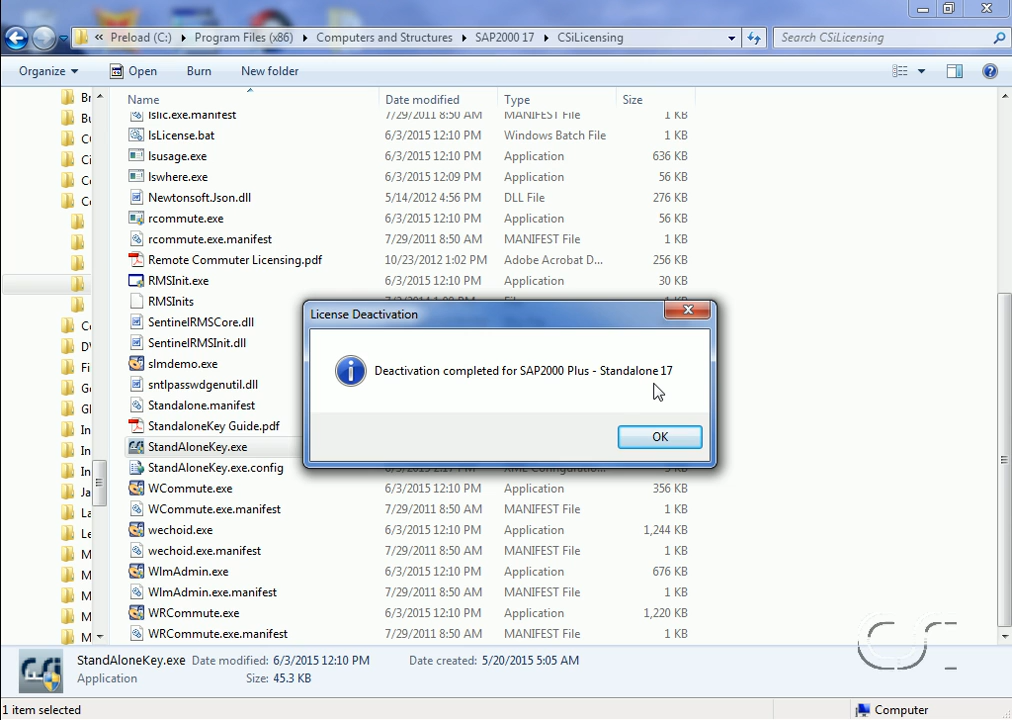 « Preload (C:) ▸ Program Files (x86) ▸ Computers and Structures ▸ SAP2000 17 ▸ CSiLicensing
Search CSiLicensing
Organize Open Burn New folder
Name Date modified Type Size
lslic.exe.manifest 7/29/2011 8:50 AM MANIFEST File 1 KB
lsLicense.bat 6/3/2015 12:10 PM Windows Batch File 1 KB
lsusage.exe 6/3/2015 12:10 PM Application 636 KB
lswhere.exe 6/3/2015 12:09 PM Application 56 KB
Newtonsoft.Json.dll 5/14/2012 4:56 PM DLL File 276 KB
rcommute.exe 6/3/2015 12:10 PM Application 56 KB
rcommute.exe.manifest 7/29/2011 8:50 AM MANIFEST File 1 KB
Remote Commuter Licensing.pdf 10/23/2012 1:02 PM Adobe Acrobat D... 256 KB
RMSInit.exe 6/3/2015 12:10 PM Application 30 KB
RMSInits
SentinelRMSCore.dll
SentinelRMSInit.dll
slmdemo.exe
sntlpasswdgenutil.dll
Standalone.manifest
StandaloneKey Guide.pdf
StandAloneKey.exe
StandAloneKey.exe.config
WCommute.exe 6/3/2015 12:10 PM Application 356 KB
WCommute.exe.manifest 7/29/2011 8:50 AM MANIFEST File 1 KB
wechoid.exe 6/3/2015 12:10 PM Application 1,244 KB
wechoid.exe.manifest 7/29/2011 8:50 AM MANIFEST File 1 KB
WlmAdmin.exe 6/3/2015 12:10 PM Application 676 KB
WlmAdmin.exe.manifest 7/29/2011 8:50 AM MANIFEST File 1 KB
WRCommute.exe 6/3/2015 12:10 PM Application 1,220 KB
WRCommute.exe.manifest 7/29/2011 8:50 AM MANIFEST File 1 KB
License Deactivation
Deactivation completed for SAP2000 Plus - Standalone 17
OK
StandAloneKey.exe Date modified: 6/3/2015 12:10 PM Date created: 5/20/2015 5:05 AM
Application Size: 45.3 KB
1 item selected Computer
CSi